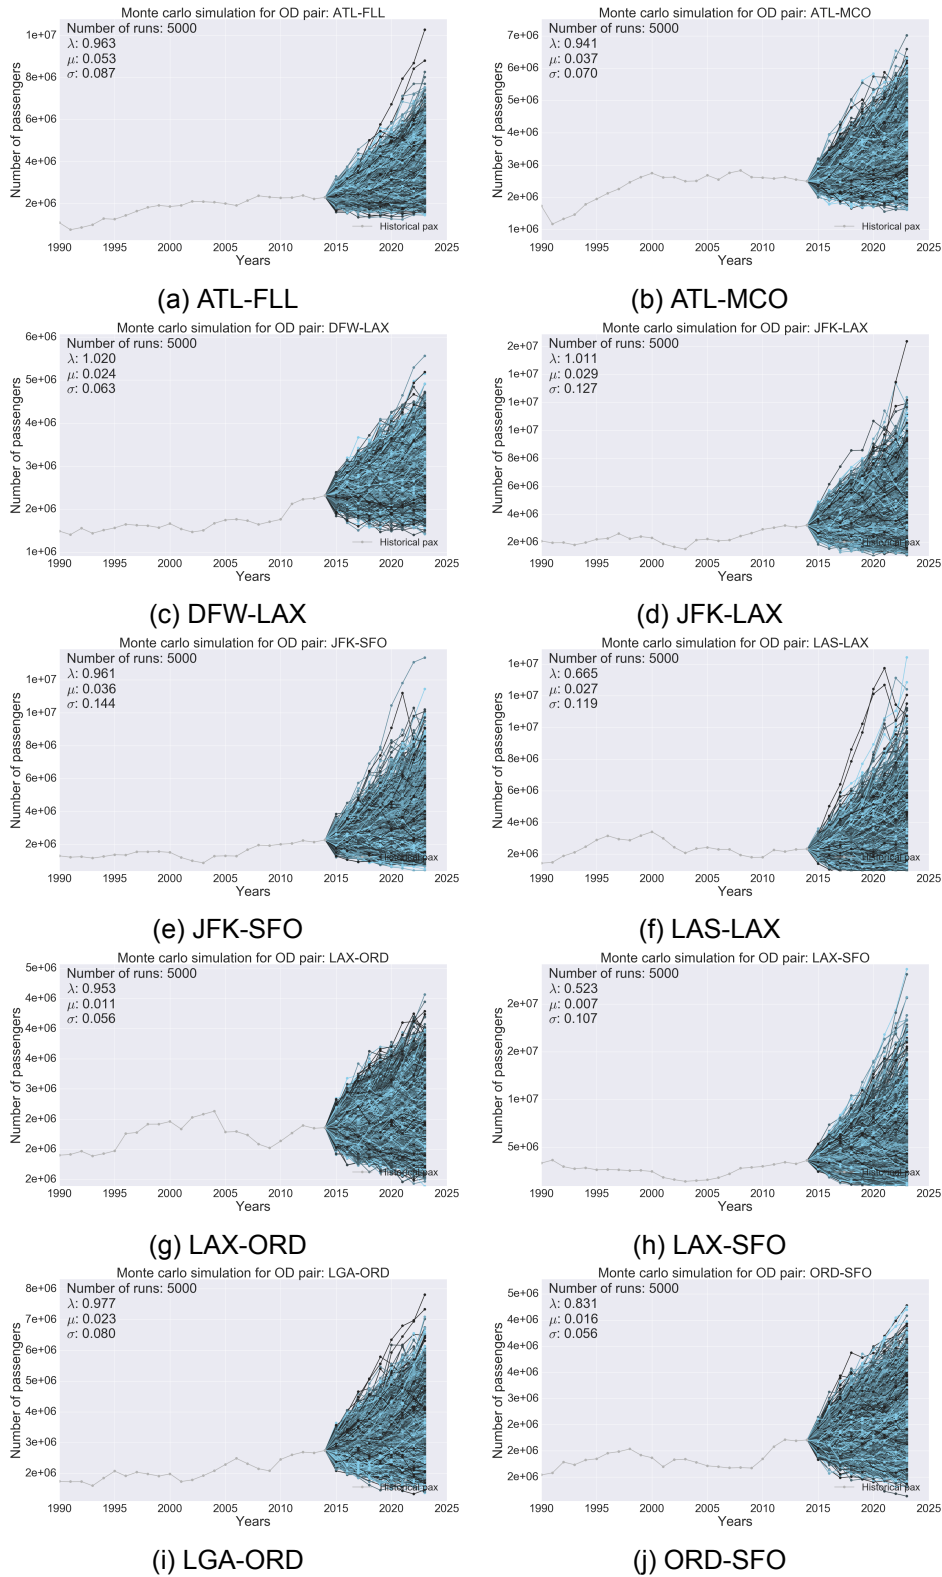 Monte carlo simulation for OD pair: ATL-FLL
Number of runs: 5000
λ: 0.963
μ: 0.053
σ: 0.087
1e+07
8e+06
6e+06
4e+06
2e+06
Number of passengers
Historical pax
1990 1995 2000 2005 2010 2015 2020 2025
Years
(a) ATL-FLL
Monte carlo simulation for OD pair: ATL-MCO
Number of runs: 5000
λ: 0.941
μ: 0.037
σ: 0.070
7e+06
6e+06
5e+06
4e+06
3e+06
2e+06
1e+06
Number of passengers
Historical pax
1990 1995 2000 2005 2010 2015 2020 2025
Years
(b) ATL-MCO
Monte carlo simulation for OD pair: DFW-LAX
Number of runs: 5000
λ: 1.020
μ: 0.024
σ: 0.063
6e+06
5e+06
4e+06
3e+06
2e+06
1e+06
Number of passengers
Historical pax
1990 1995 2000 2005 2010 2015 2020 2025
Years
(c) DFW-LAX
Monte carlo simulation for OD pair: JFK-LAX
Number of runs: 5000
λ: 1.011
μ: 0.029
σ: 0.127
2e+07
1e+07
1e+07
1e+07
8e+06
6e+06
4e+06
2e+06
Number of passengers
Historical pax
1990 1995 2000 2005 2010 2015 2020 2025
Years
(d) JFK-LAX
Monte carlo simulation for OD pair: JFK-SFO
Number of runs: 5000
λ: 0.961
μ: 0.036
σ: 0.144
1e+07
1e+07
8e+06
6e+06
4e+06
2e+06
Number of passengers
Historical pax
1990 1995 2000 2005 2010 2015 2020 2025
Years
(e) JFK-SFO
Monte carlo simulation for OD pair: LAS-LAX
Number of runs: 5000
λ: 0.665
μ: 0.027
σ: 0.119
1e+07
1e+07
8e+06
6e+06
4e+06
2e+06
Number of passengers
Historical pax
1990 1995 2000 2005 2010 2015 2020 2025
Years
(f) LAS-LAX
Monte carlo simulation for OD pair: LAX-ORD
Number of runs: 5000
λ: 0.953
μ: 0.011
σ: 0.056
5e+06
4e+06
4e+06
4e+06
3e+06
2e+06
2e+06
2e+06
Number of passengers
Historical pax
1990 1995 2000 2005 2010 2015 2020 2025
Years
(g) LAX-ORD
Monte carlo simulation for OD pair: LAX-SFO
Number of runs: 5000
λ: 0.523
μ: 0.007
σ: 0.107
2e+07
2e+07
1e+07
5e+06
Number of passengers
Historical pax
1990 1995 2000 2005 2010 2015 2020 2025
Years
(h) LAX-SFO
Monte carlo simulation for OD pair: LGA-ORD
Number of runs: 5000
λ: 0.977
μ: 0.023
σ: 0.080
8e+06
7e+06
6e+06
5e+06
4e+06
3e+06
2e+06
Number of passengers
Historical pax
1990 1995 2000 2005 2010 2015 2020 2025
Years
(i) LGA-ORD
Monte carlo simulation for OD pair: ORD-SFO
Number of runs: 5000
λ: 0.831
μ: 0.016
σ: 0.056
5e+06
4e+06
4e+06
4e+06
3e+06
2e+06
2e+06
2e+06
Number of passengers
Historical pax
1990 1995 2000 2005 2010 2015 2020 2025
Years
(j) ORD-SFO